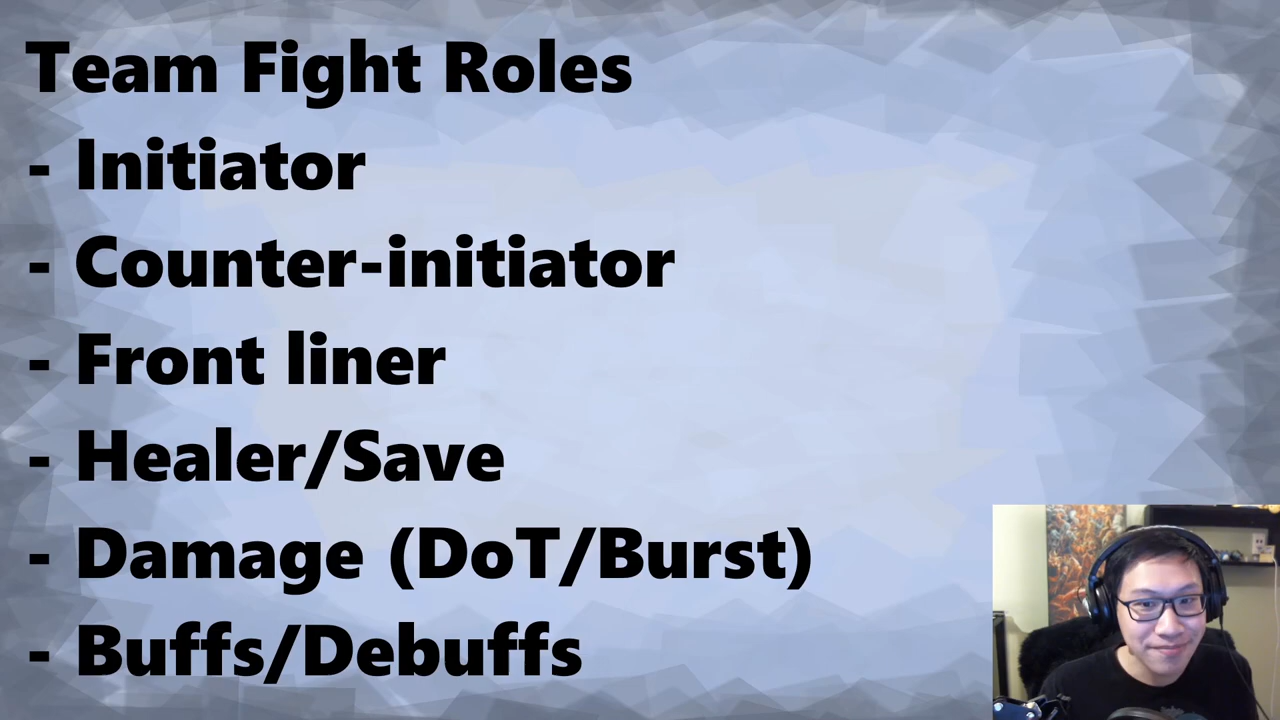 Team Fight Roles
- Initiator
- Counter-initiator
- Front liner
- Healer/Save
- Damage (DoT/Burst)
- Buffs/Debuffs